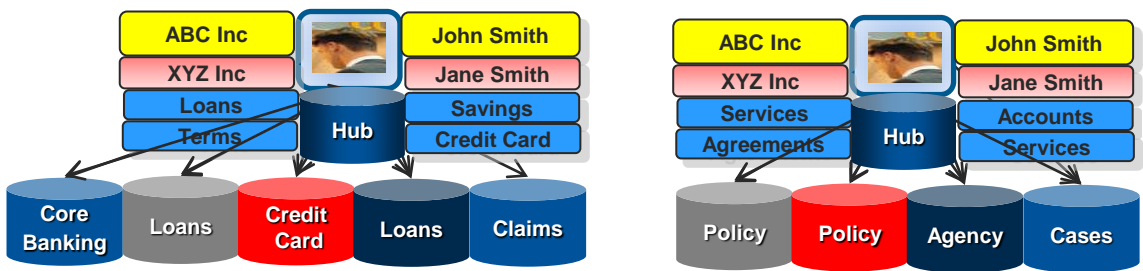 ABC Inc
John Smith
XYZ Inc
Jane Smith
Loans
Savings
Terms
Hub
Credit Card
Core
Banking
Loans
Credit
Card
Loans
Claims
ABC Inc
John Smith
XYZ Inc
Jane Smith
Services
Accounts
Agreements
Hub
Services
Policy
Policy
Agency
Cases